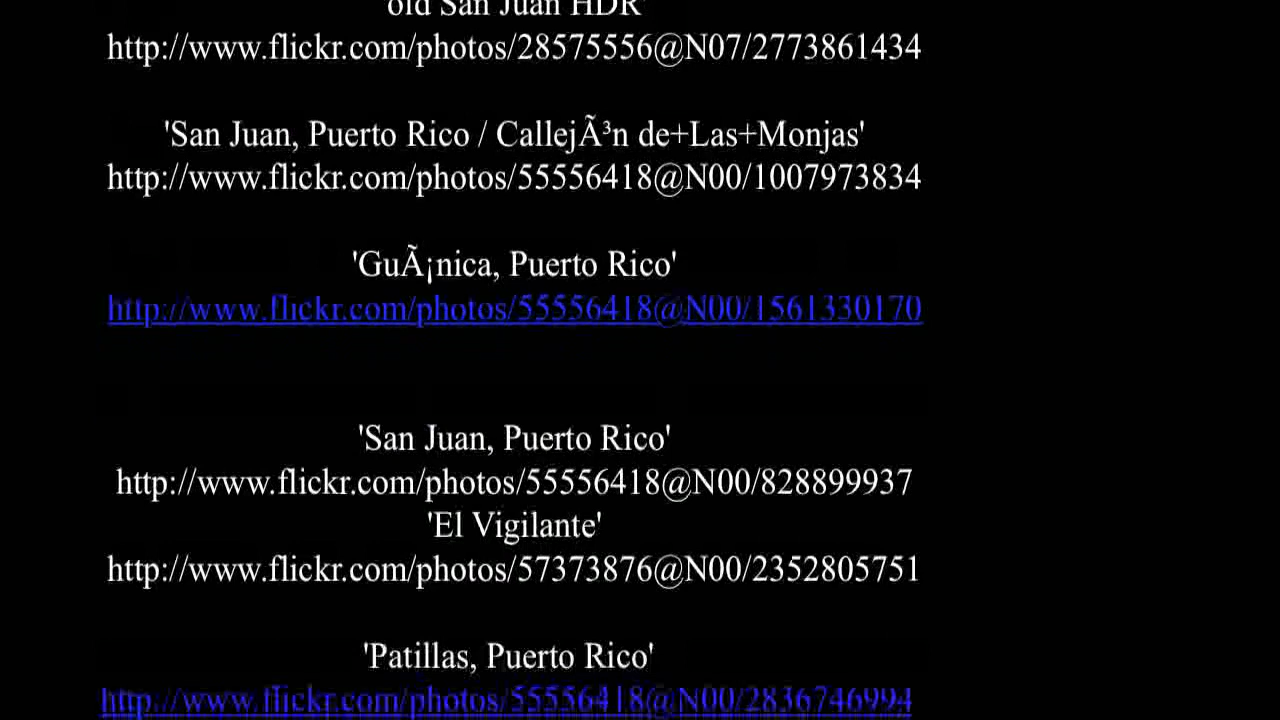 old San Juan HDR'
http://www.flickr.com/photos/28575556@N07/2773861434
'San Juan, Puerto Rico / CallejÃ³n de+Las+Monjas'
http://www.flickr.com/photos/55556418@N00/1007973834
'GuÃ¡nica, Puerto Rico'
http://www.flickr.com/photos/55556418@N00/1561330170
'San Juan, Puerto Rico'
http://www.flickr.com/photos/55556418@N00/828899937
'El Vigilante'
http://www.flickr.com/photos/57373876@N00/2352805751
'Patillas, Puerto Rico'
http://www.flickr.com/photos/55556418@N00/2836746994